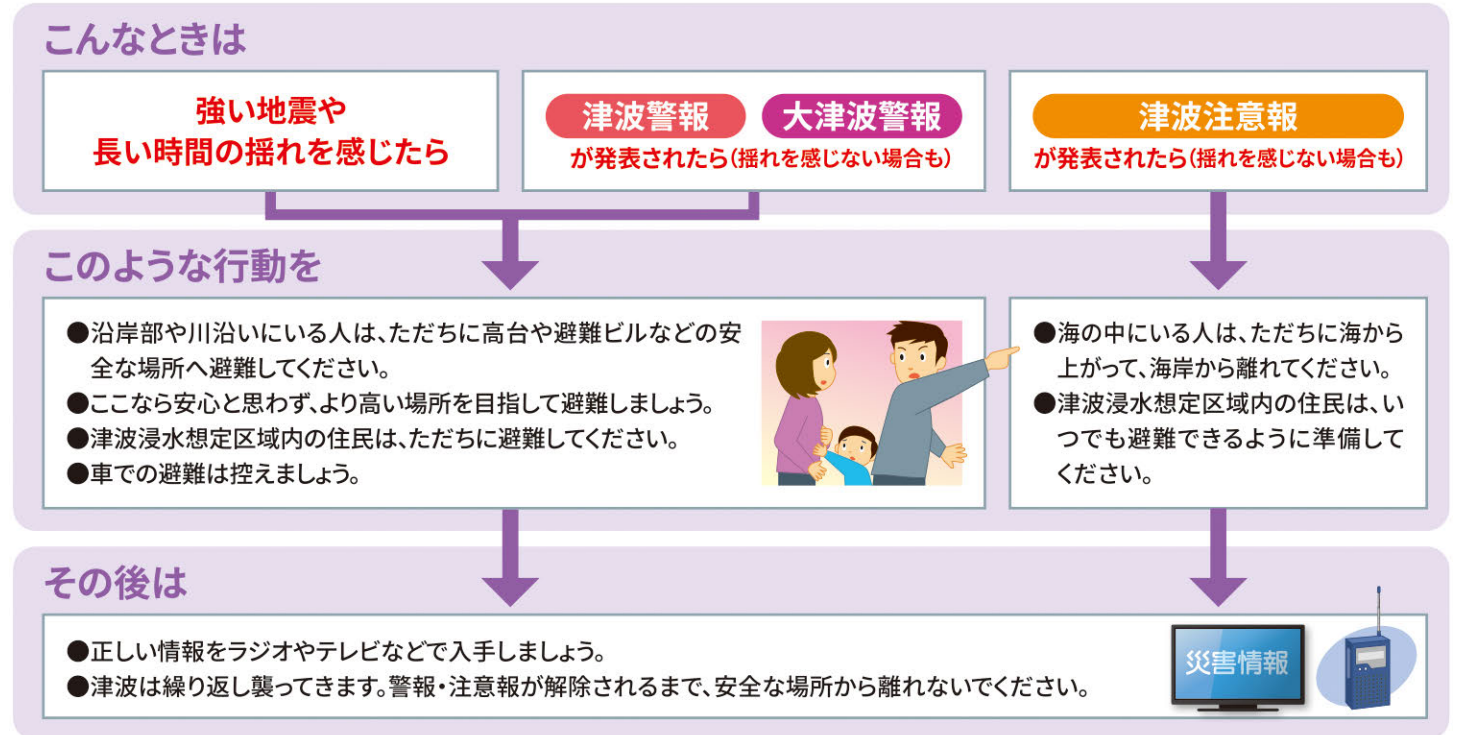 こんなときは
強い地震や
長い時間の揺れを感じたら
津波警報 大津波警報
が発表されたら(揺れを感じない場合も)
津波注意報
が発表されたら(揺れを感じない場合も)
このような行動を
●沿岸部や川沿いにいる人は、ただちに高台や避難ビルなどの安
全な場所へ避難してください。
●ここなら安心と思わず、より高い場所を目指して避難しましょう。
●津波浸水想定区域内の住民は、ただちに避難してください。
●車での避難は控えましょう。
●海の中にいる人は、ただちに海から
上がって、海岸から離れてください。
●津波浸水想定区域内の住民は、い
つでも避難できるように準備して
ください。
その後は
●正しい情報をラジオやテレビなどで入手しましょう。
●津波は繰り返し襲ってきます。警報・注意報が解除されるまで、安全な場所から離れないでください。
災害情報